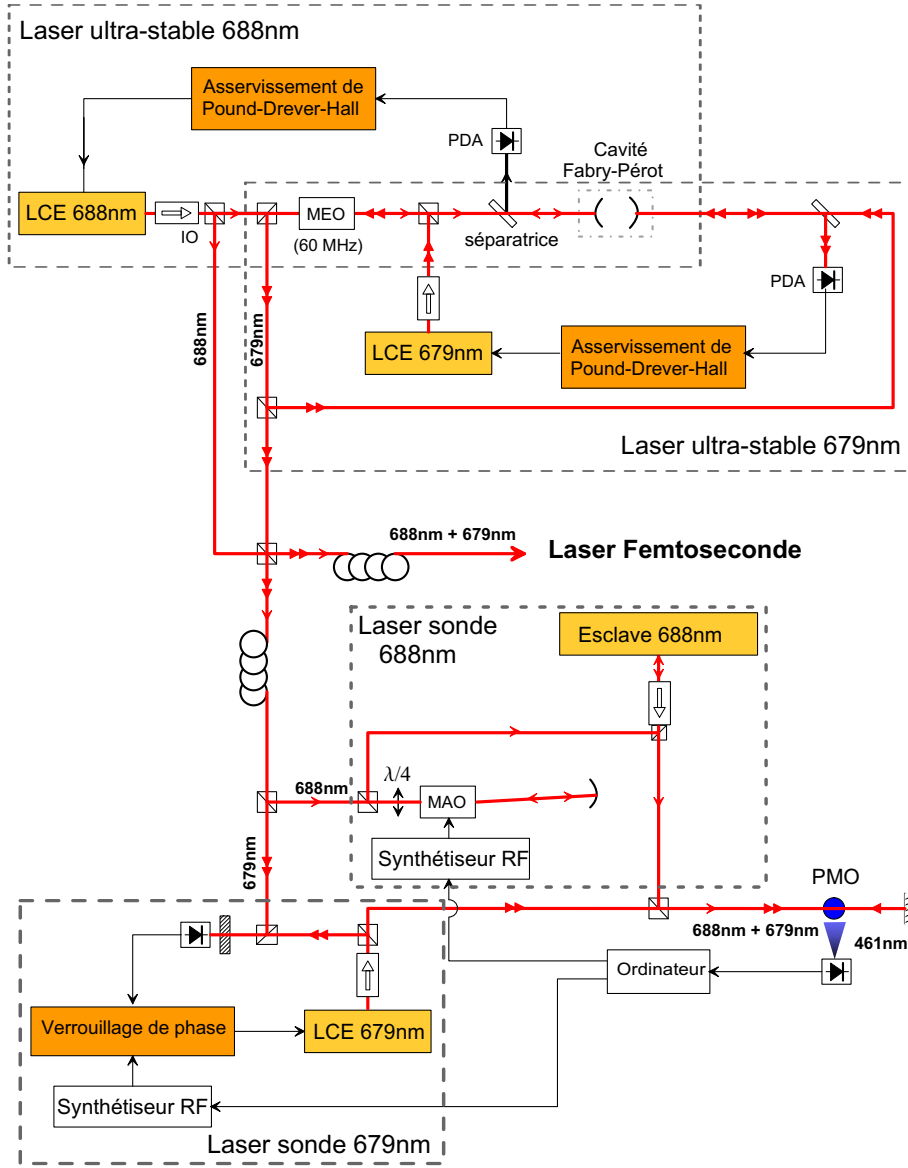 Laser ultra-stable 688nm
Asservissement de
Pound-Drever-Hall
PDA
Cavité
Fabry-Pérot
LCE 688nm
IO
MEO
(60 MHz)
séparatrice
PDA
688nm
679nm
LCE 679nm
Asservissement de
Pound-Drever-Hall
Laser ultra-stable 679nm
688nm + 679nm
Laser Femtoseconde
Laser sonde
688nm
Esclave 688nm
688nm
λ/4
MAO
Synthétiseur RF
679nm
PMO
688nm + 679nm
461nm
Ordinateur
Verrouillage de phase
LCE 679nm
Synthétiseur RF
Laser sonde 679nm